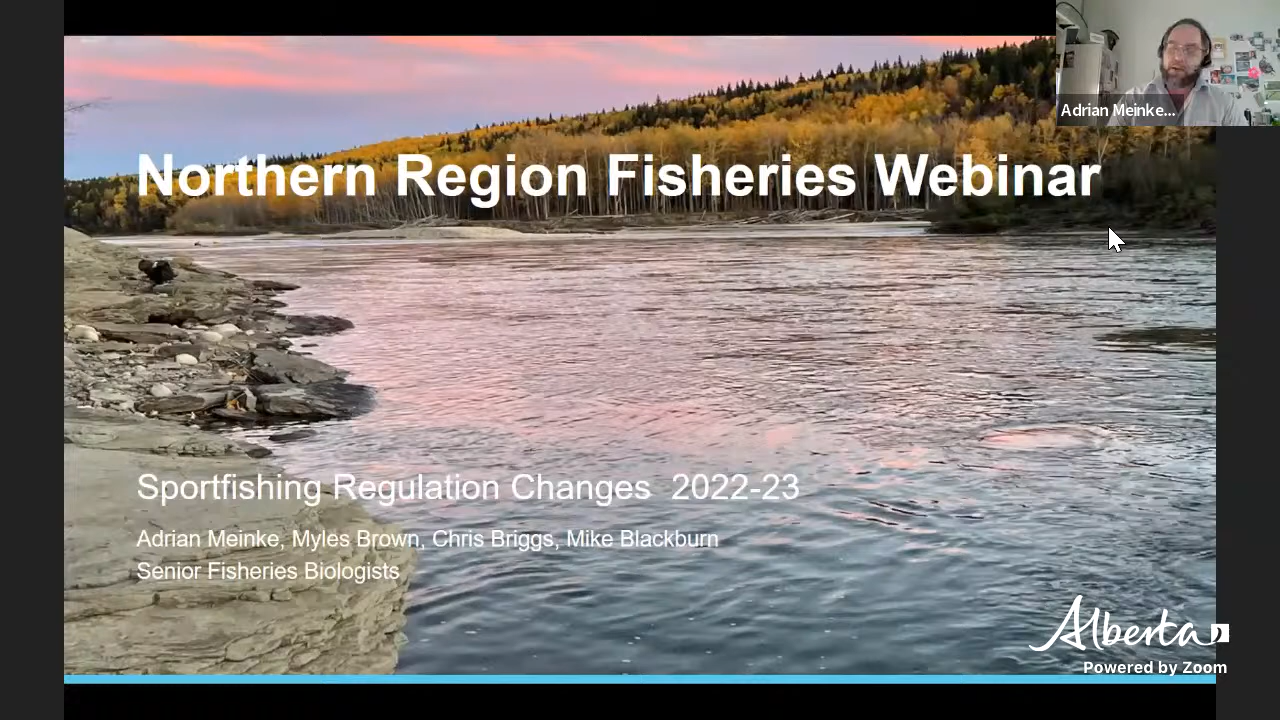 Adrian Meinke...
Northern Region Fisheries Webinar
Sportfishing Regulation Changes 2022-23
Adrian Meinke, Myles Brown, Chris Briggs, Mike Blackburn
Senior Fisheries Biologists
Alberta
Powered by Zoom